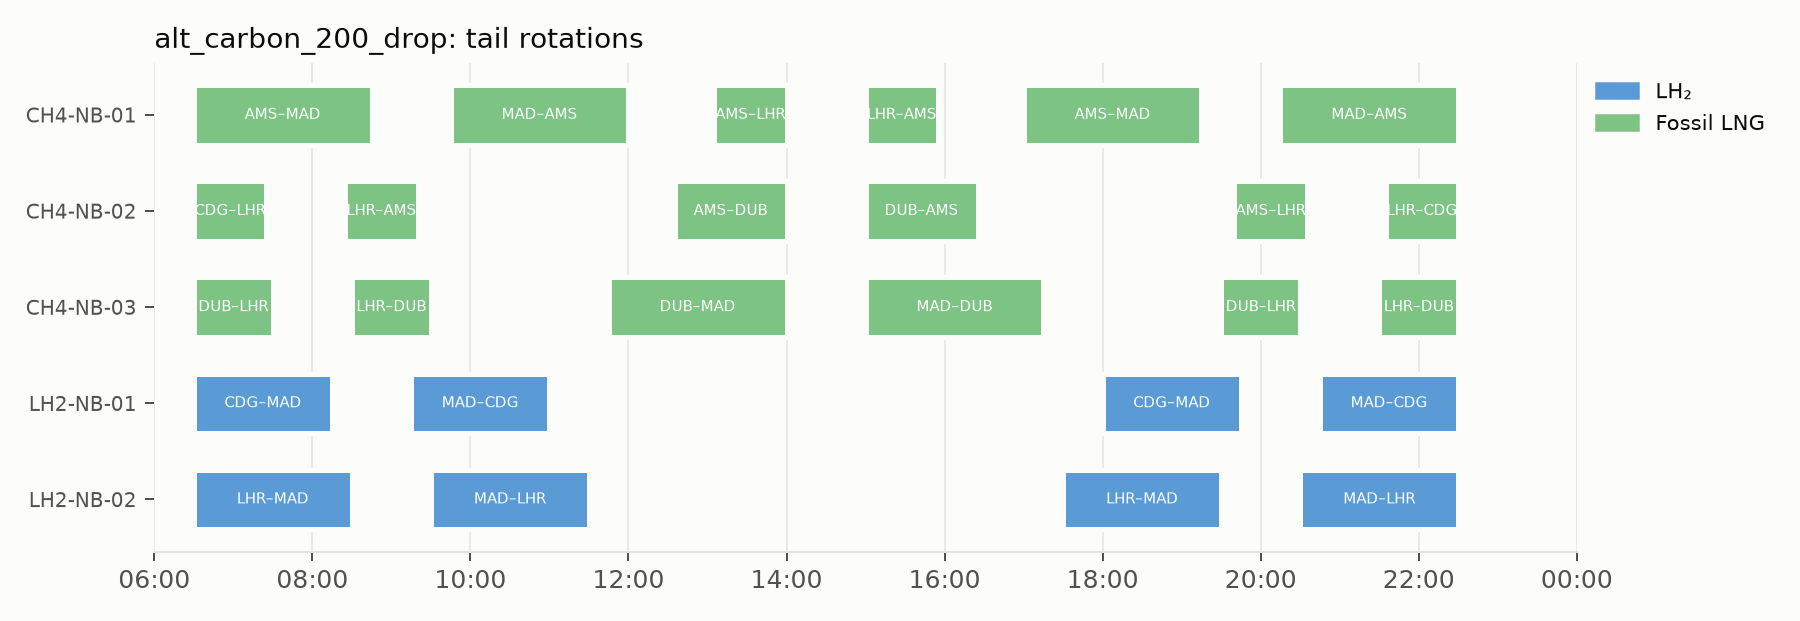 alt_carbon_200_drop: tail rotations
CH4-NB-01
AMS–MAD
MAD–AMS
AMS–LHR
LHR–AMS
AMS–MAD
MAD–AMS
LH₂
Fossil LNG
CH4-NB-02
CDG–LHR
LHR–AMS
AMS–DUB
DUB–AMS
AMS–LHR
LHR–CDG
CH4-NB-03
DUB–LHR
LHR–DUB
DUB–MAD
MAD–DUB
DUB–LHR
LHR–DUB
LH2-NB-01
CDG–MAD
MAD–CDG
CDG–MAD
MAD–CDG
LH2-NB-02
LHR–MAD
MAD–LHR
LHR–MAD
MAD–LHR
06:00
08:00
10:00
12:00
14:00
16:00
18:00
20:00
22:00
00:00